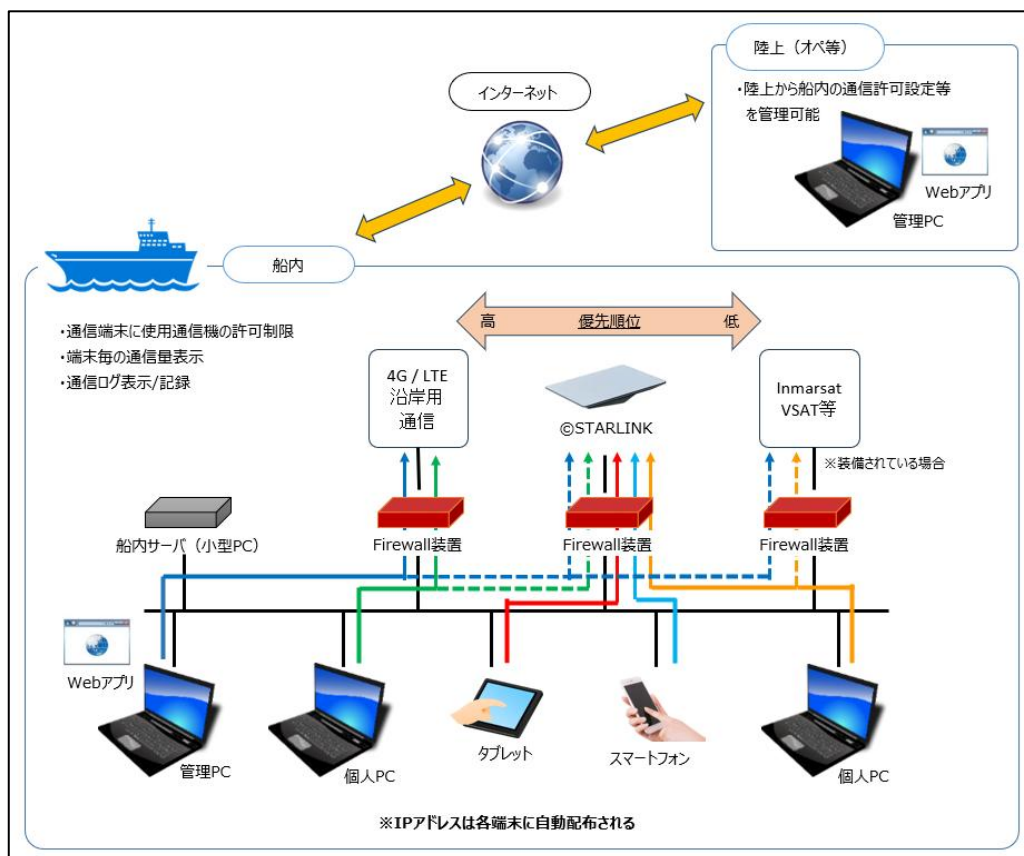 陸上（オペ等）
インターネット
・陸上から船内の通信許可設定等
を管理可能
Webアプリ
管理PC
船内
・通信端末に使用通信機の許可制限
・端末毎の通信量表示
・通信ログ表示/記録
高 優先順位 低
4G / LTE
沿岸用
通信
©STARLINK
Inmarsat
VSAT等
※装備されている場合
船内サーバ（小型PC）
Firewall装置
Firewall装置
Firewall装置
Webアプリ
管理PC
個人PC
タブレット
スマートフォン
個人PC
※IPアドレスは各端末に自動配布される